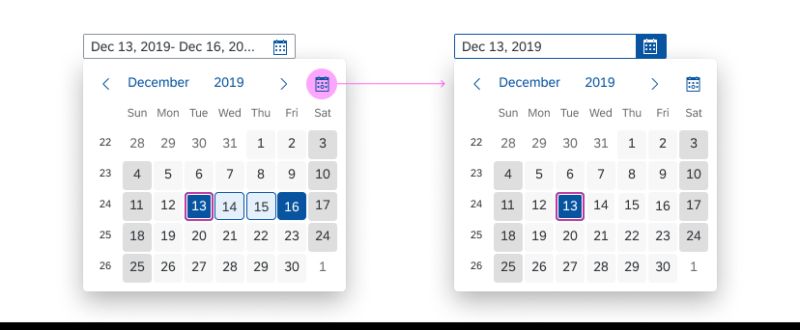 Dec 13, 2019- Dec 16, 20...
December 2019
Sun Mon Tue Wed Thu Fri Sat
22 28 29 30 31 1 2 3
23 4 5 6 7 8 9 10
24 11 12 13 14 15 16 17
25 18 19 20 21 22 23 24
26 25 26 27 28 29 30 1
Dec 13, 2019
December 2019
Sun Mon Tue Wed Thu Fri Sat
22 28 29 30 31 1 2 3
23 4 5 6 7 8 9 10
24 11 12 13 14 15 16 17
25 18 19 20 21 22 23 24
26 25 26 27 28 29 30 1